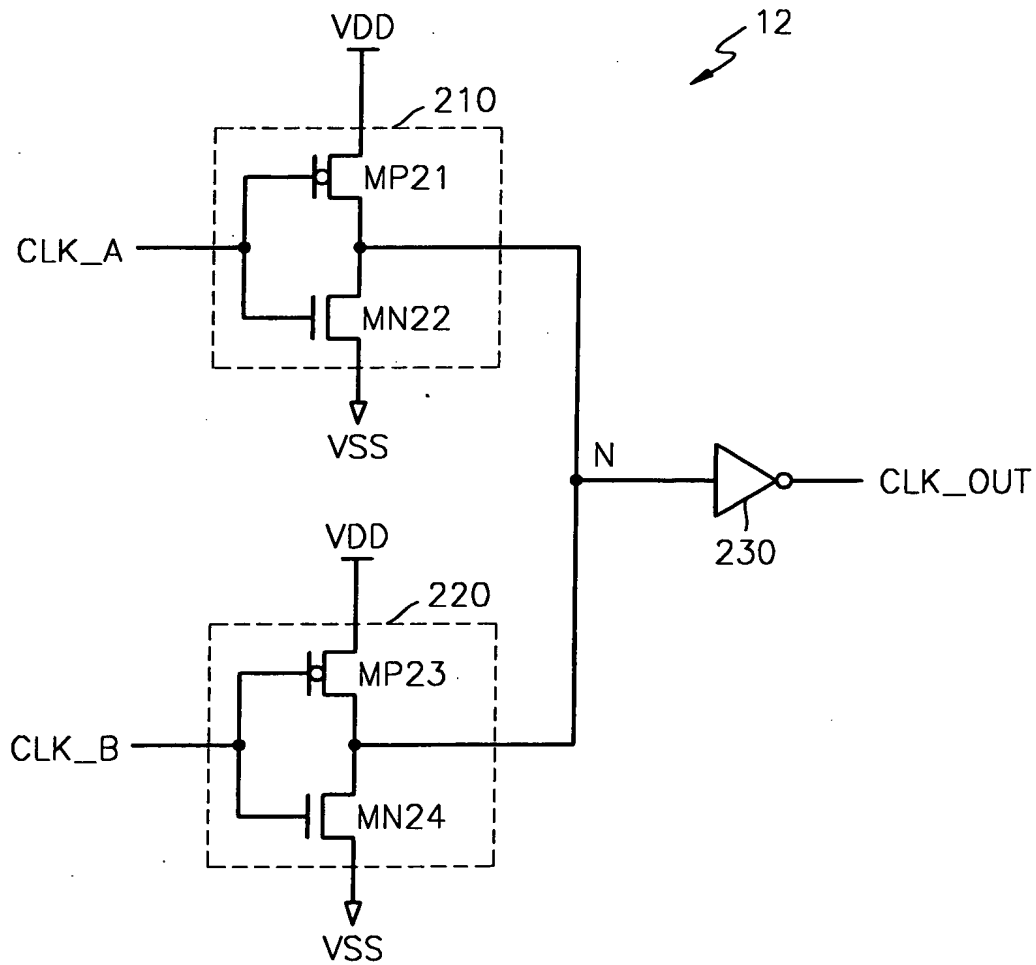 12
VDD
210
MP21
CLK_A
MN22
VSS
N
CLK_OUT
230
VDD
220
MP23
CLK_B
MN24
VSS